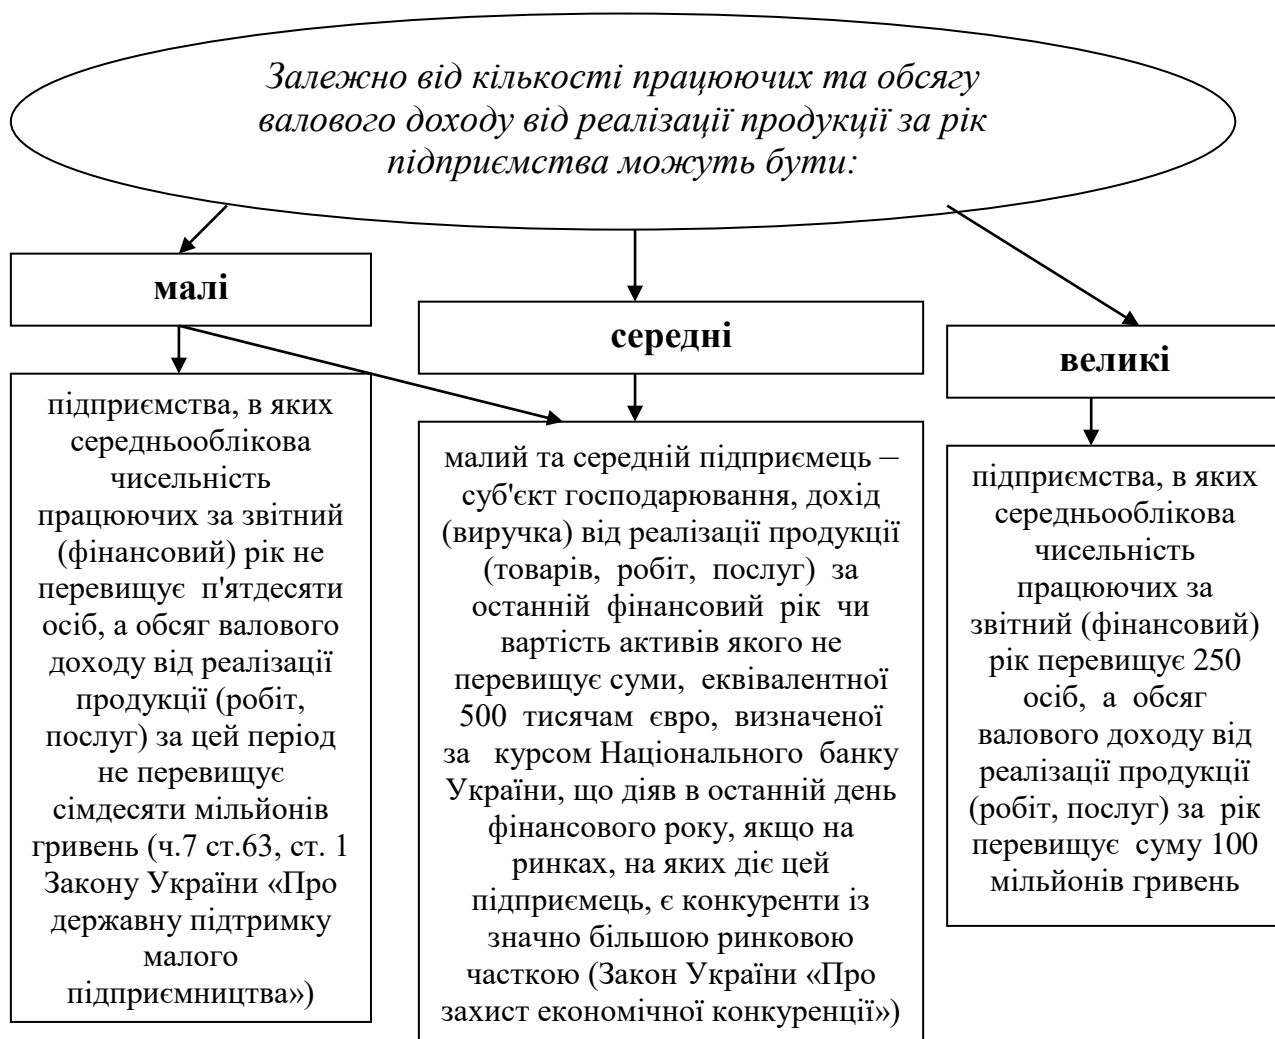 Залежно від кількості працюючих та обсягу
валового доходу від реалізації продукції за рік
підприємства можуть бути:
малі
підприємства, в яких
середньооблікова
чисельність
працюючих за звітний
(фінансовий) рік не
перевищує п'ятдесяти
осіб, а обсяг валового
доходу від реалізації
продукції (робіт,
послуг) за цей період
не перевищує
сімдесяти мільйонів
гривень (ч.7 ст.63, ст. 1
Закону України «Про
державну підтримку
малого
підприємництва»)
середні
малий та середній підприємець –
суб'єкт господарювання, дохід
(виручка) від реалізації продукції
(товарів, робіт, послуг) за
останній фінансовий рік чи
вартість активів якого не
перевищує суми, еквівалентної
500 тисячам євро, визначеної
за курсом Національного банку
України, що діяв в останній день
фінансового року, якщо на
ринках, на яких діє цей
підприємець, є конкуренти із
значно більшою ринковою
часткою (Закон України «Про
захист економічної конкуренції»)
великі
підприємства, в яких
середньооблікова
чисельність
працюючих за
звітний (фінансовий)
рік перевищує 250
осіб, а обсяг
валового доходу від
реалізації продукції
(робіт, послуг) за рік
перевищує суму 100
мільйонів гривень